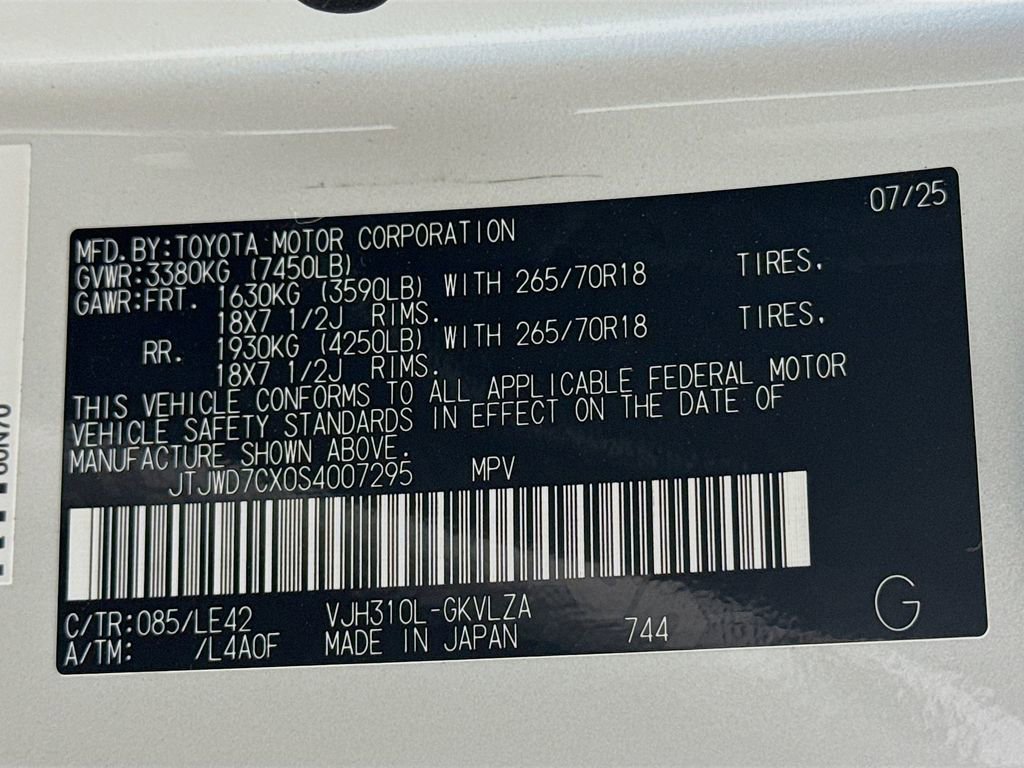 07/25
MFD.BY:TOYOTA MOTOR CORPORATION
GVWR:3380KG (7450LB)
GAWR:FRT. 1630KG (3590LB) WITH 265/70R18 TIRES.
18X7 1/2J RIMS.
RR. 1930KG (4250LB) WITH 265/70R18 TIRES.
18X7 1/2J RIMS.
THIS VEHICLE CONFORMS TO ALL APPLICABLE FEDERAL MOTOR
VEHICLE SAFETY STANDARDS IN EFFECT ON THE DATE OF
MANUFACTURE SHOWN ABOVE.
JTJWD7CX0S4007295 MPV
C/TR:085/LE42 VJH310L-GKVLZA
A/TM: /L4A0F MADE IN JAPAN 744
G